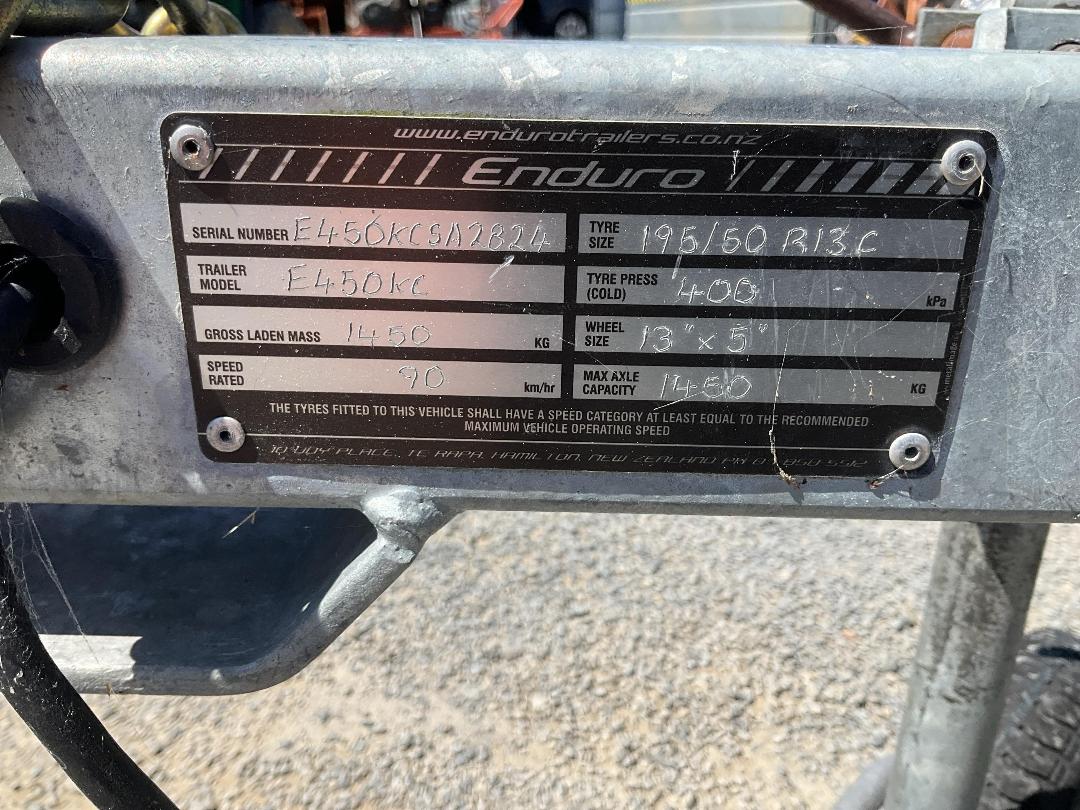 www.endurotrailers.co.nz
Enduro
SERIAL NUMBER E450KCSA2824
TRAILER MODEL E450KC
GROSS LADEN MASS 1450 KG
SPEED RATED 90 km/hr
TYRE SIZE 195/50 R13C
TYRE PRESS (COLD) 400 kPa
WHEEL SIZE 13" x 5"
MAX AXLE CAPACITY 1450 KG
THE TYRES FITTED TO THIS VEHICLE SHALL HAVE A SPEED CATEGORY AT LEAST EQUAL TO THE RECOMMENDED
MAXIMUM VEHICLE OPERATING SPEED
PLACE, TE RAPA, HAMILTON, NEW ZEALAND